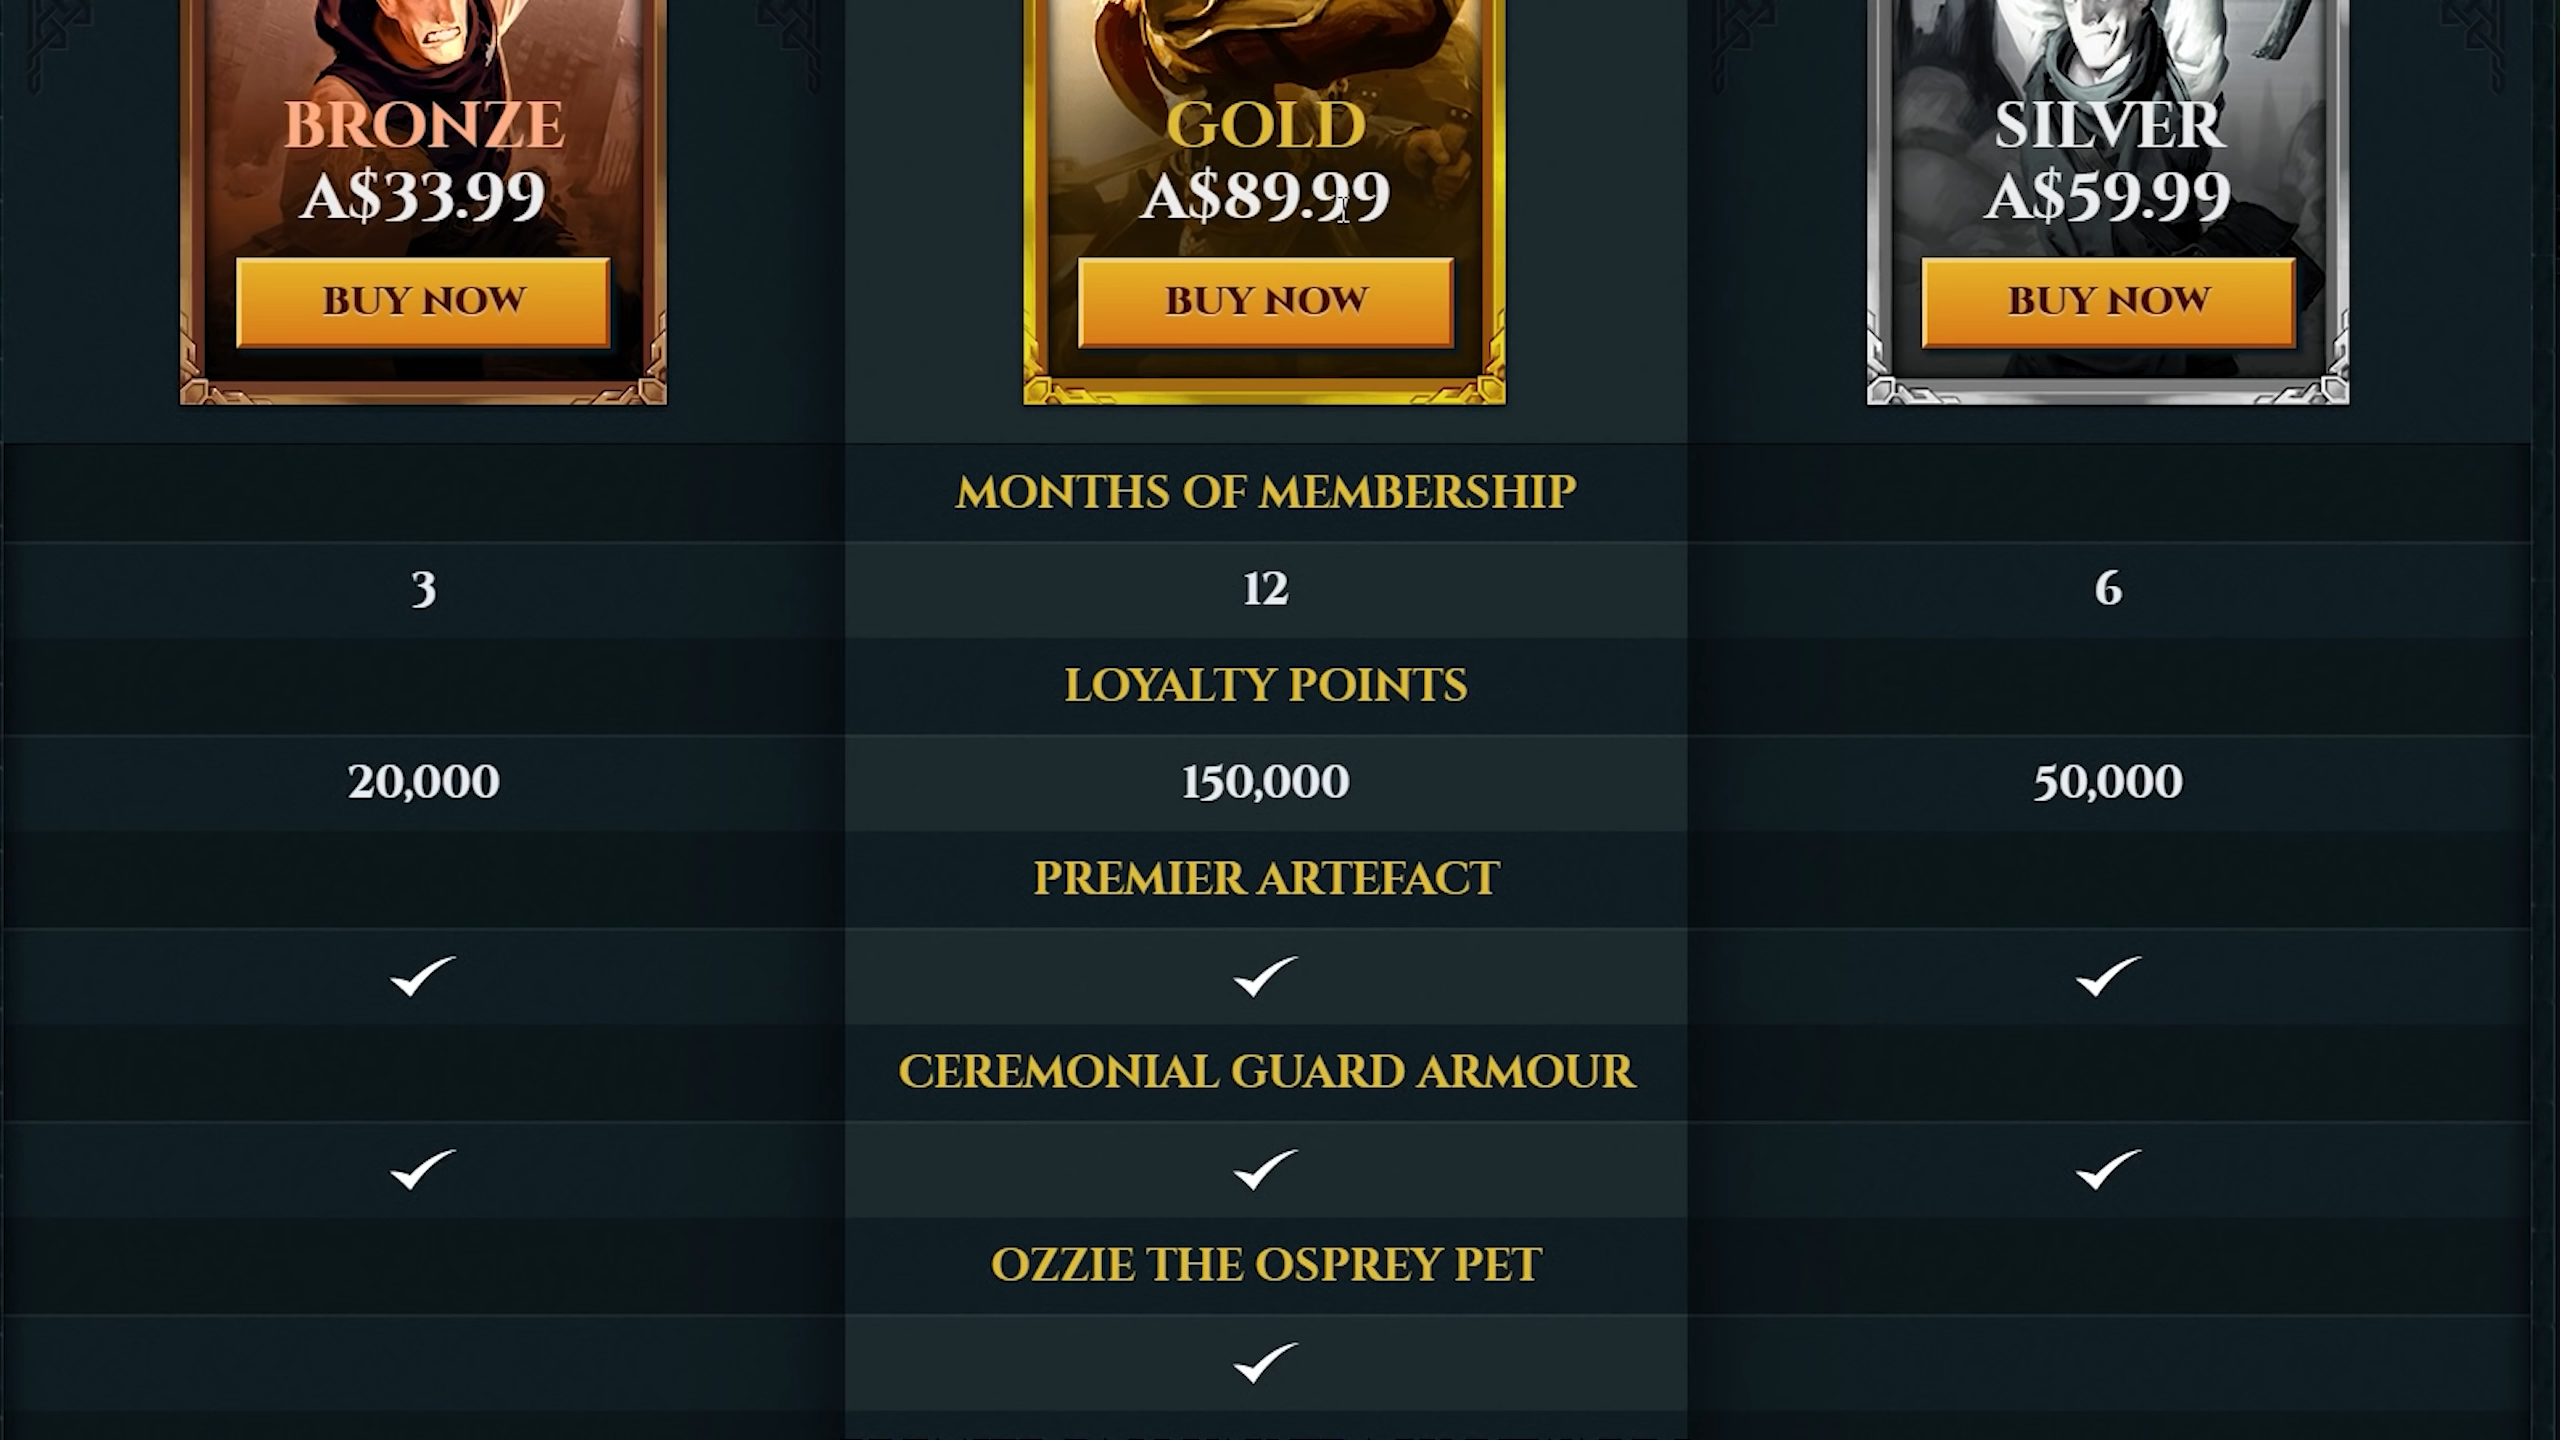 BRONZE
A$33.99
BUY NOW
GOLD
A$89.99
BUY NOW
SILVER
A$59.99
BUY NOW
MONTHS OF MEMBERSHIP
3 12 6
LOYALTY POINTS
20,000 150,000 50,000
PREMIER ARTEFACT
CEREMONIAL GUARD ARMOUR
OZZIE THE OSPREY PET